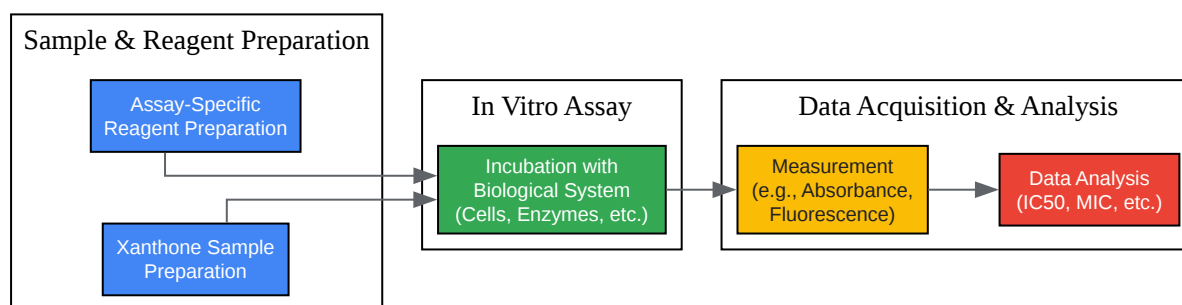 Sample & Reagent Preparation
Assay-Specific
Reagent Preparation
Xanthone Sample
Preparation
In Vitro Assay
Incubation with
Biological System
(Cells, Enzymes, etc.)
Data Acquisition & Analysis
Measurement
(e.g., Absorbance,
Fluorescence)
Data Analysis
(IC50, MIC, etc.)